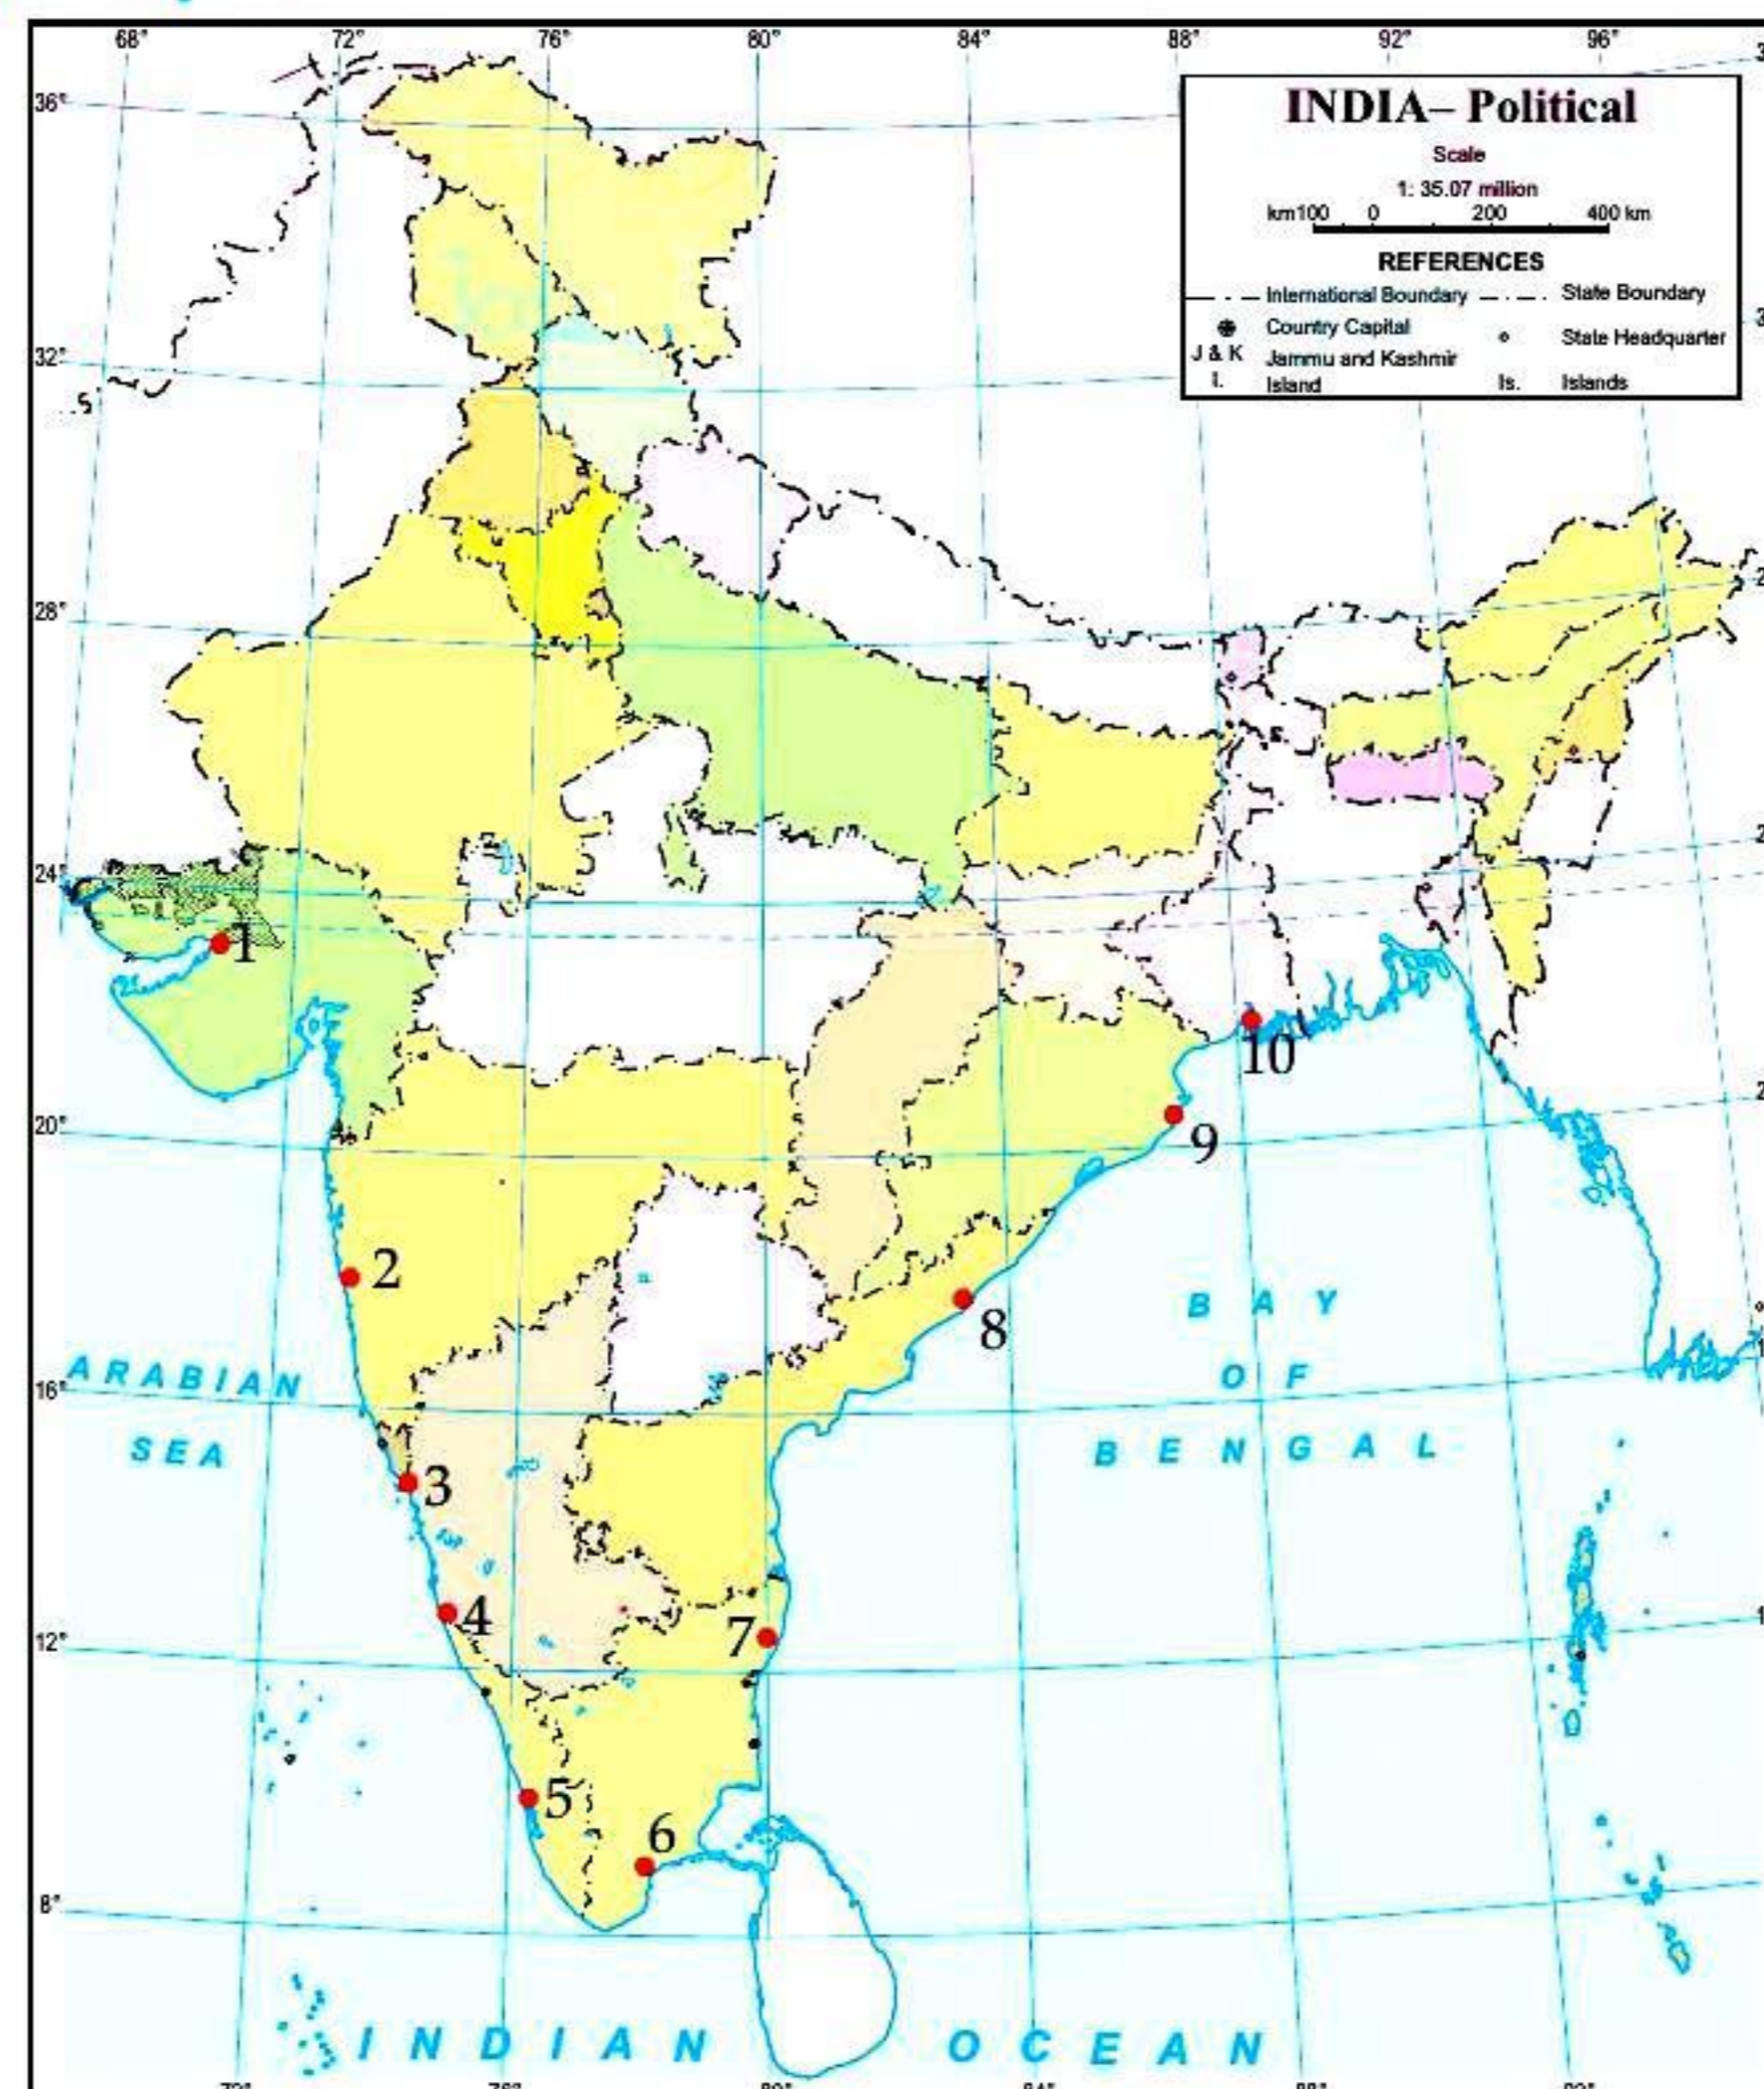 68° 72° 76° 80° 84° 88° 92° 96°
INDIA– Political
Scale
1: 35.07 million
km100 0 200 400 km
REFERENCES
International Boundary State Boundary
Country Capital State Headquarter
J & K Jammu and Kashmir
I. Island Is. Islands
36°
32°
28°
24°
1
10
20°
9
2
8
BAY
ARABIAN
16°
OF
SEA
BENGAL
3
4
12°
7
5
6
8°
INDIAN OCEAN